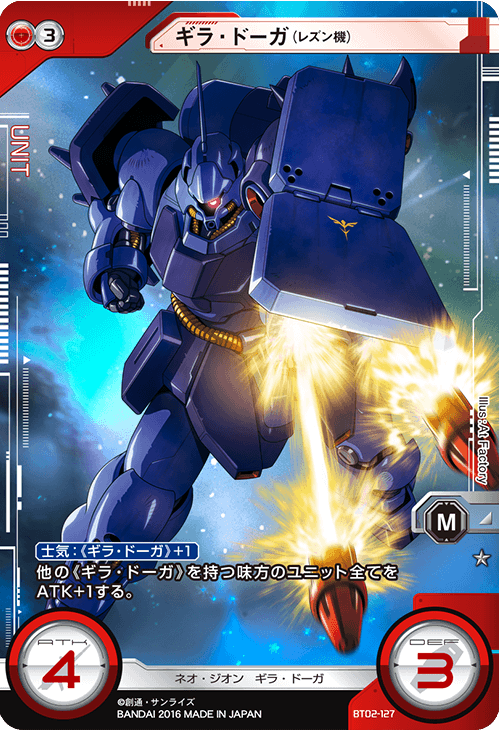 3
ギラ・ドーガ(レズン機)
UNIT
Illus:At Factory
M
士気:《ギラ・ドーガ》+1
他の《ギラ・ドーガ》を持つ味方のユニット全てを
ATK+1する。
ATK
4
DEF
3
ネオ・ジオン ギラ・ドーガ
©創通・サンライズ
BANDAI 2016 MADE IN JAPAN
BT02-127